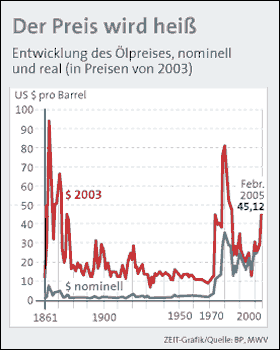 Der Preis wird heiß
Entwicklung des Ölpreises, nominell
und real (in Preisen von 2003)
US $ pro Barrel
100
90
80
70
60
50
40
30
20
10
0
$ 2003
$ nominell
Febr.
2005
45,12
1861
1900
1950
1970
2000
ZEIT-Grafik/Quelle: BP, MWV